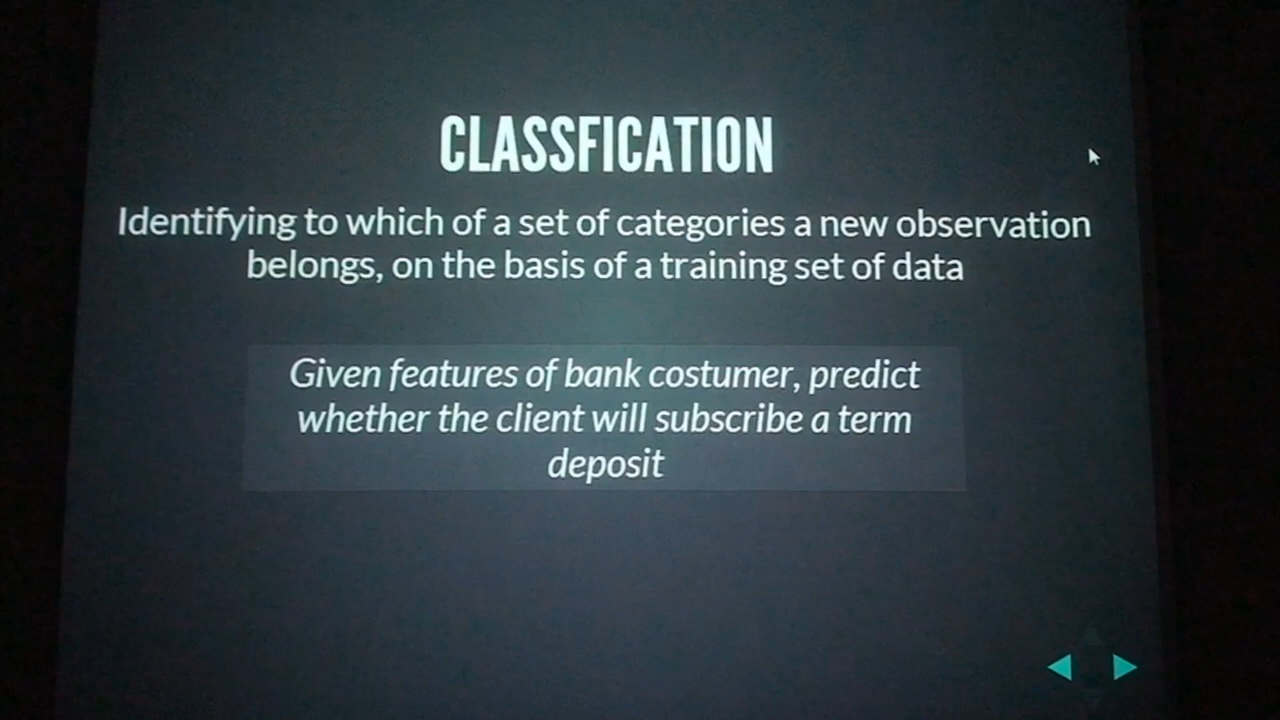 CLASSFICATION
Identifying to which of a set of categories a new observation
belongs, on the basis of a training set of data
Given features of bank costumer, predict
whether the client will subscribe a term
deposit